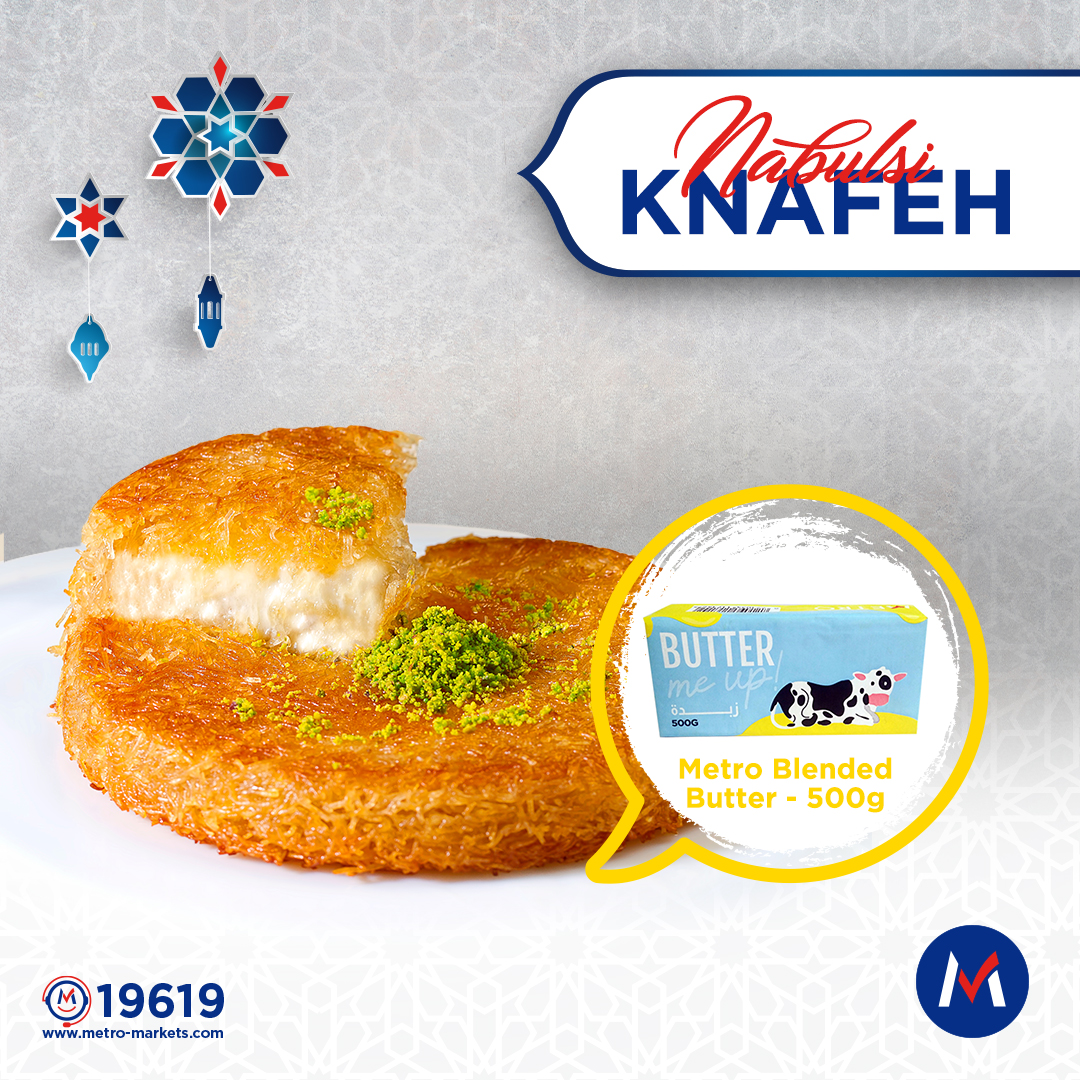 Nabulsi
KNAFEH
BUTTER
me up!
زبدة
500G
Metro Blended
Butter - 500g
19619
www.metro-markets.com